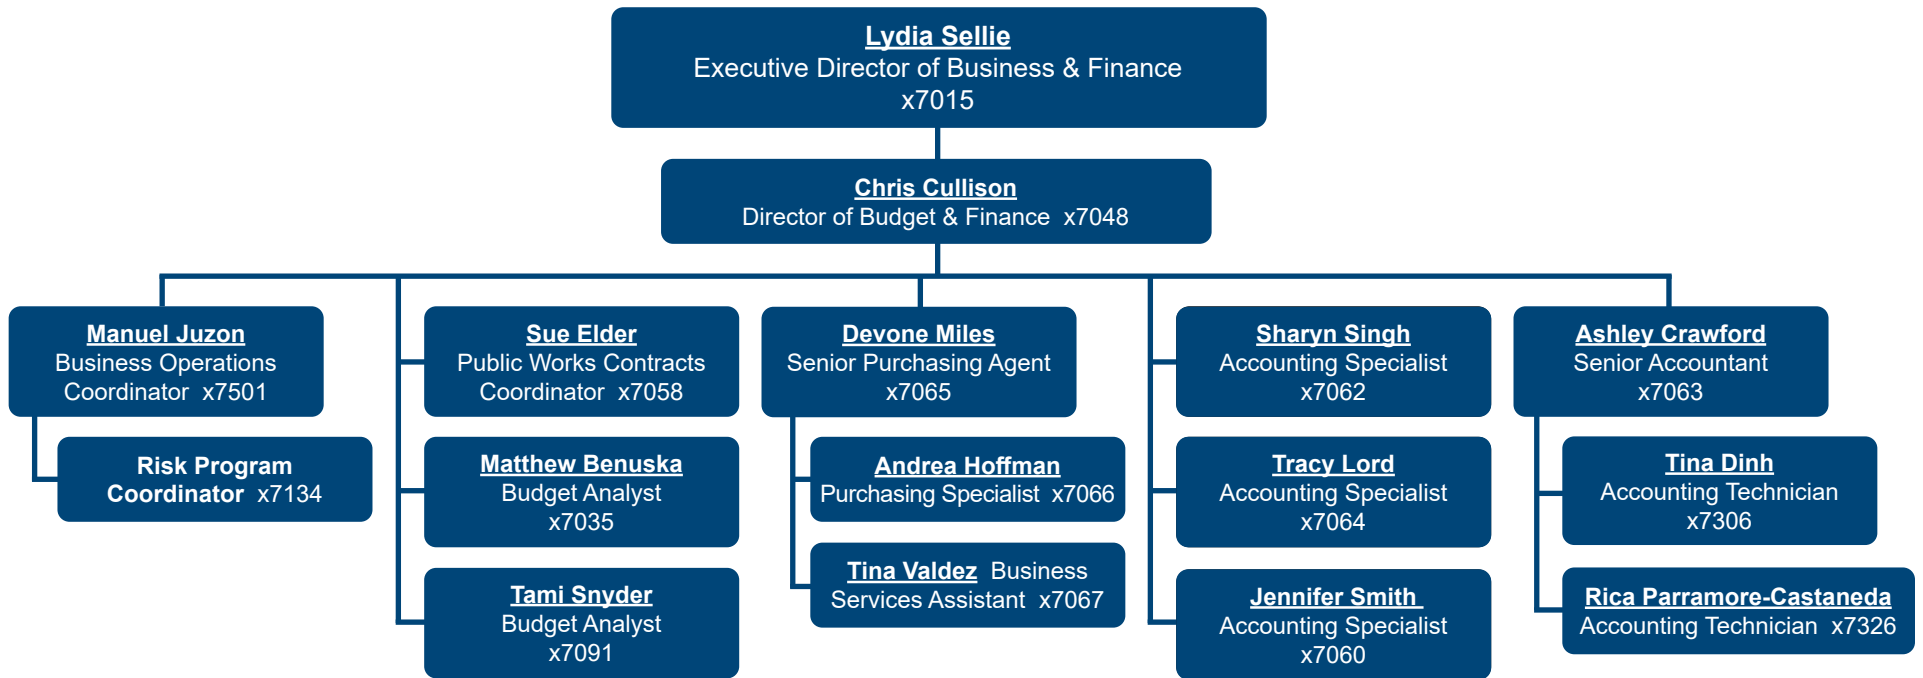 Lydia Sellie
Executive Director of Business & Finance
x7015
Chris Cullison
Director of Budget & Finance x7048
Manuel Juzon
Business Operations
Coordinator x7501
Risk Program
Coordinator x7134
Sue Elder
Public Works Contracts
Coordinator x7058
Matthew Benuska
Budget Analyst
x7035
Tami Snyder
Budget Analyst
x7091
Devone Miles
Senior Purchasing Agent
x7065
Andrea Hoffman
Purchasing Specialist x7066
Tina Valdez Business
Services Assistant x7067
Sharyn Singh
Accounting Specialist
x7062
Tracy Lord
Accounting Specialist
x7064
Jennifer Smith
Accounting Specialist
x7060
Ashley Crawford
Senior Accountant
x7063
Tina Dinh
Accounting Technician
x7306
Rica Parramore-Castaneda
Accounting Technician x7326